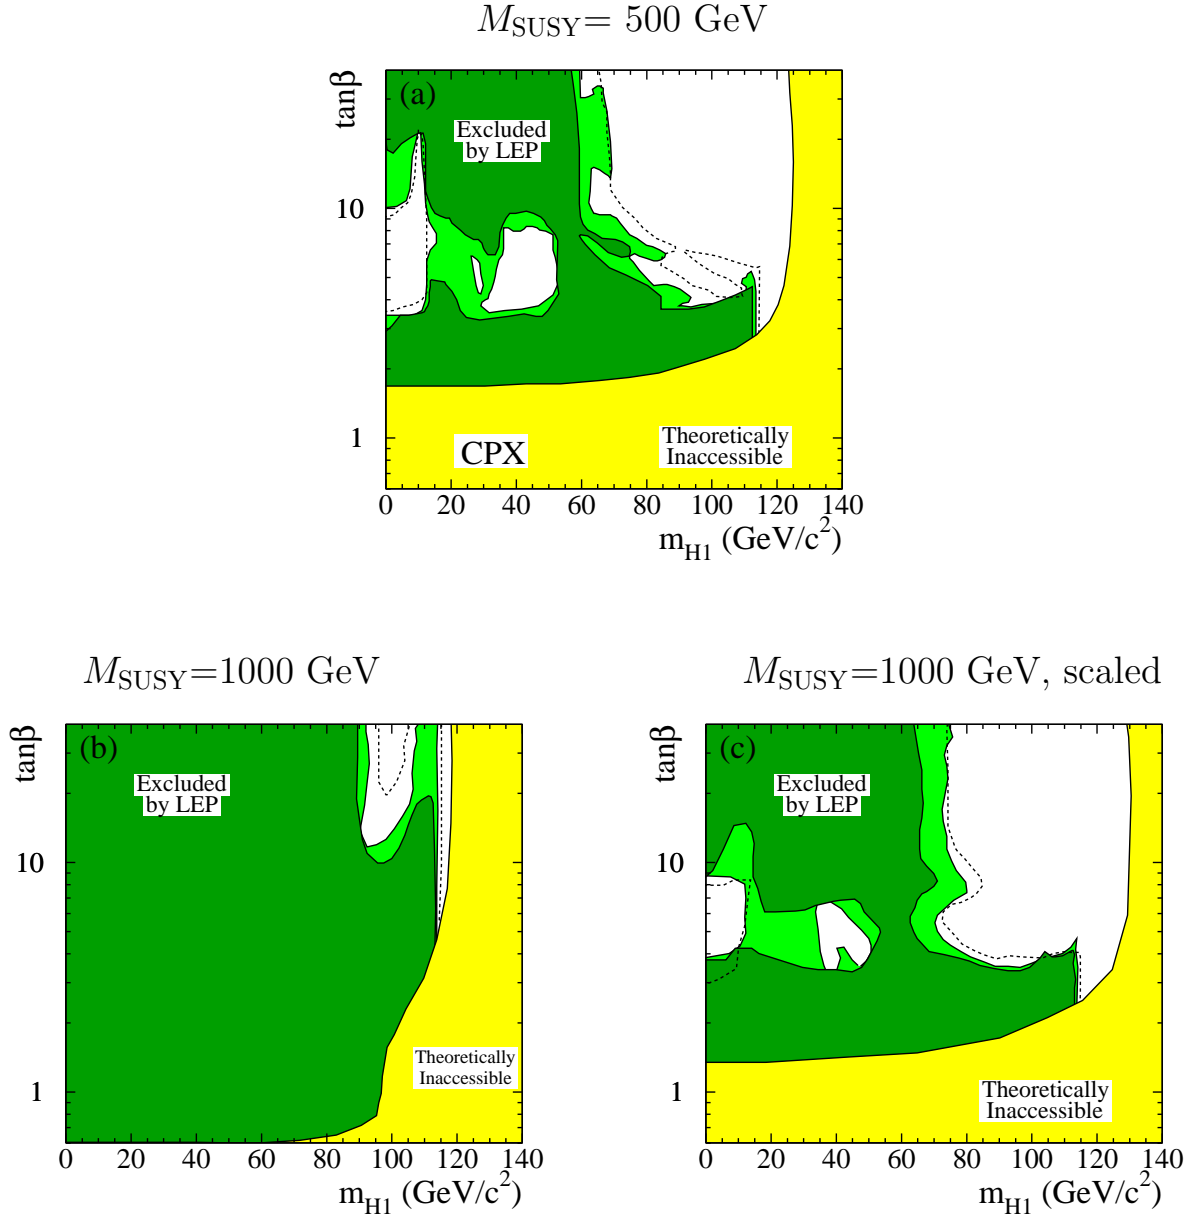 M_SUSY= 500 GeV
tanβ
(a)
Excluded
by LEP
10
1
CPX
Theoretically
Inaccessible
0 20 40 60 80 100 120 140
m_H1 (GeV/c^2)
M_SUSY=1000 GeV
tanβ
(b)
Excluded
by LEP
10
1
Theoretically
Inaccessible
0 20 40 60 80 100 120 140
m_H1 (GeV/c^2)
M_SUSY=1000 GeV, scaled
tanβ
(c)
Excluded
by LEP
10
1
Theoretically
Inaccessible
0 20 40 60 80 100 120 140
m_H1 (GeV/c^2)